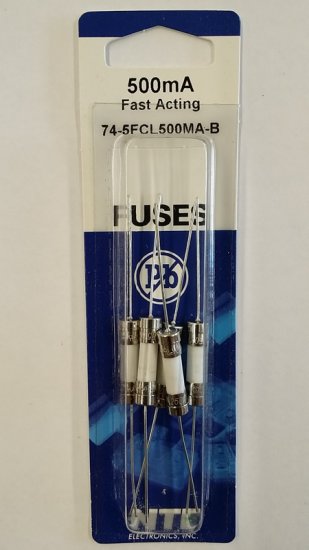 500mA
Fast Acting
74-5FCL500MA-B
FUSES
NTE
ELECTRONICS, INC.